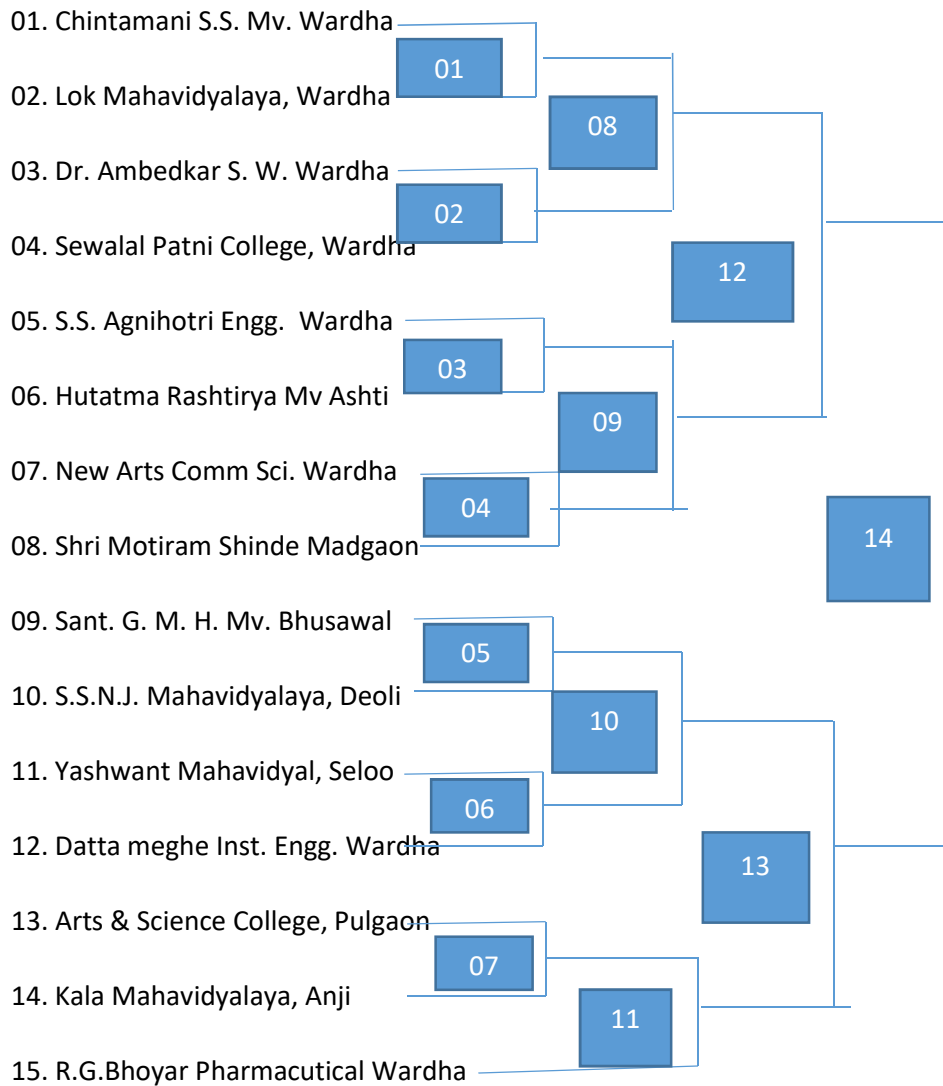 01. Chintamani S.S. Mv. Wardha
01
02. Lok Mahavidyalaya, Wardha
08
03. Dr. Ambedkar S. W. Wardha
02
04. Sewalal Patni College, Wardha
12
05. S.S. Agnihotri Engg.  Wardha
03
06. Hutatma Rashtirya Mv Ashti
09
07. New Arts Comm Sci. Wardha
04
08. Shri Motiram Shinde Madgaon
14
09. Sant. G. M. H. Mv. Bhusawal
05
10. S.S.N.J. Mahavidyalaya, Deoli
10
11. Yashwant Mahavidyal, Seloo
06
12. Datta meghe Inst. Engg. Wardha
13
13. Arts & Science College, Pulgaon
07
14. Kala Mahavidyalaya, Anji
11
15. R.G.Bhoyar Pharmacutical Wardha